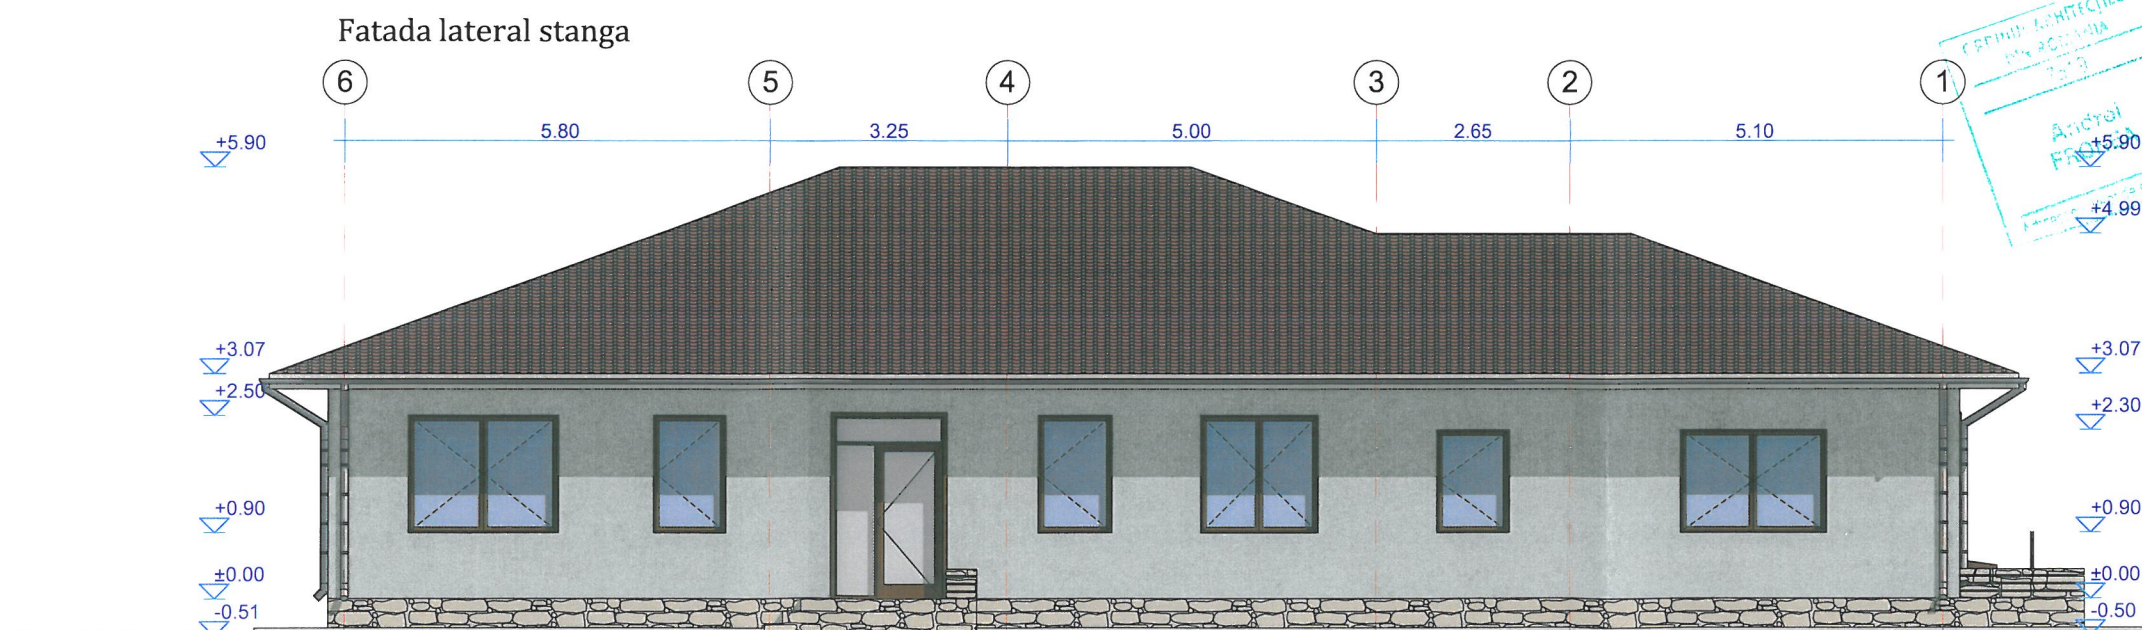 Fatada lateral stanga
6 5 4 3 2 1
5.80 3.25 5.00 2.65 5.10
+5.90 +5.90
+4.99
+3.07 +3.07
+2.50 +2.30
+0.90 +0.90
±0.00 ±0.00
-0.51 -0.50
Andrei